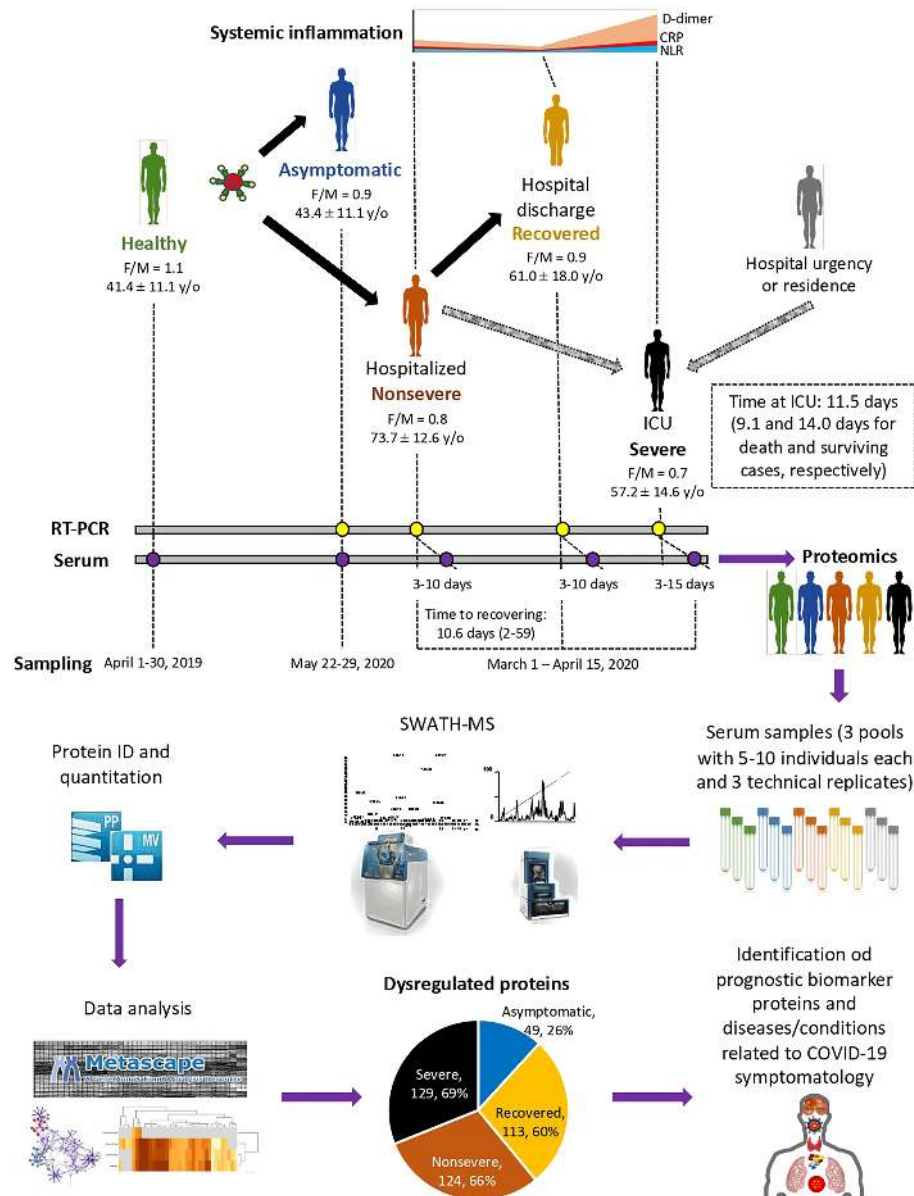 Systemic inflammation
D-dimer
CRP
NLR
Asymptomatic
F/M = 0.9
43.4 ± 11.1 y/o
Healthy
F/M = 1.1
41.4 ± 11.1 y/o
Hospital
discharge
Recovered
F/M = 0.9
61.0 ± 18.0 y/o
Hospital urgency
or residence
Hospitalized
Nonsevere
F/M = 0.8
73.7 ± 12.6 y/o
ICU
Severe
F/M = 0.7
57.2 ± 14.6 y/o
Time at ICU: 11.5 days
(9.1 and 14.0 days for
death and surviving
cases, respectively)
RT-PCR
Serum
3-10 days
3-10 days
3-15 days
Proteomics
Time to recovering:
10.6 days (2-59)
Sampling
April 1-30, 2019
May 22-29, 2020
March 1 – April 15, 2020
Protein ID and
quantitation
PP
MV
SWATH-MS
100
Serum samples (3 pools
with 5-10 individuals each
and 3 technical replicates)
Data analysis
Metascape
Dysregulated proteins
Asymptomatic,
49, 26%
Severe,
129, 69%
Recovered,
113, 60%
Nonsevere,
124, 66%
Identification od
prognostic biomarker
proteins and
diseases/conditions
related to COVID-19
symptomatology